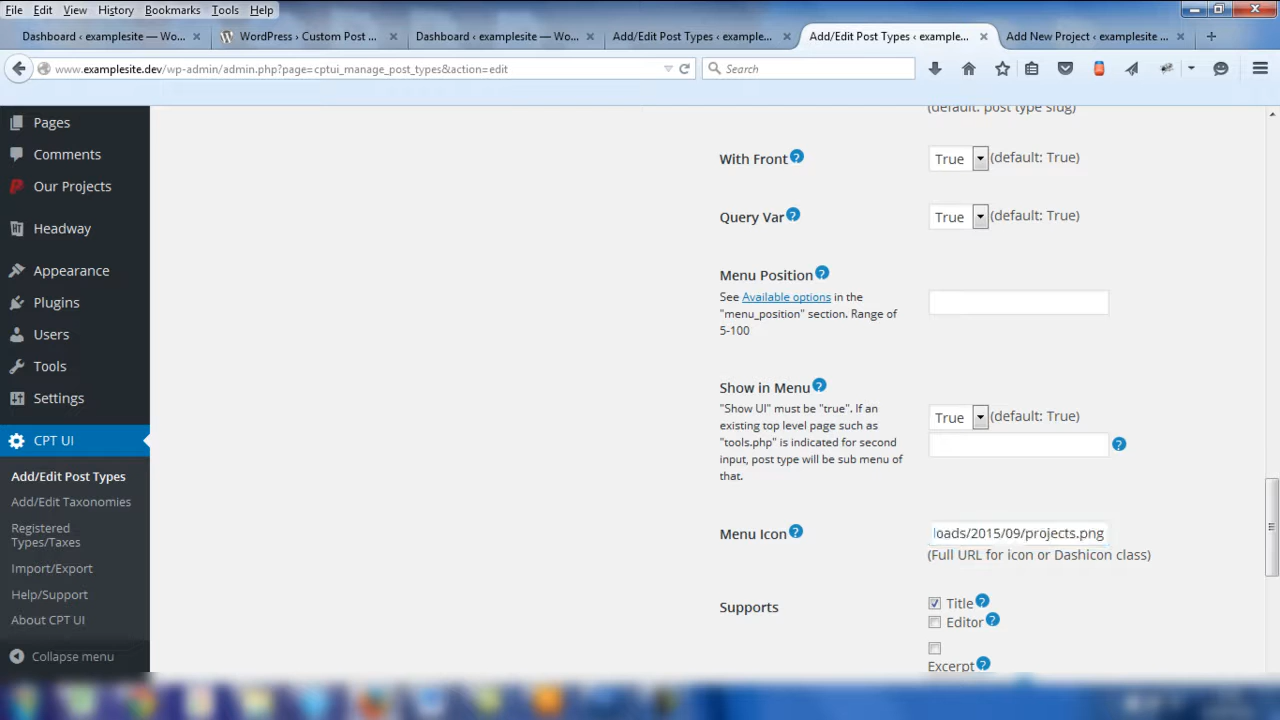 File Edit View History Bookmarks Tools Help
Dashboard ‹ examplesite — Wo... × WordPress › Custom Post ... × Dashboard ‹ examplesite — Wo... × Add/Edit Post Types ‹ example... × Add/Edit Post Types ‹ example... × Add New Project ‹ examplesite ... × +
www.examplesite.dev/wp-admin/admin.php?page=cptui_manage_post_types&action=edit Search
Pages
Comments
Our Projects
Headway
Appearance
Plugins
Users
Tools
Settings
CPT UI
Add/Edit Post Types
Add/Edit Taxonomies
Registered
Types/Taxes
Import/Export
Help/Support
About CPT UI
Collapse menu
(default: post type slug)
With Front ? True (default: True)
Query Var ? True (default: True)
Menu Position ?
See Available options in the
"menu_position" section. Range of
5-100
Show in Menu ?
"Show UI" must be "true". If an
existing top level page such as
"tools.php" is indicated for second
input, post type will be sub menu of
that.
True (default: True)
?
Menu Icon ? loads/2015/09/projects.png
(Full URL for icon or Dashicon class)
Supports
Title ?
Editor ?
Excerpt ?